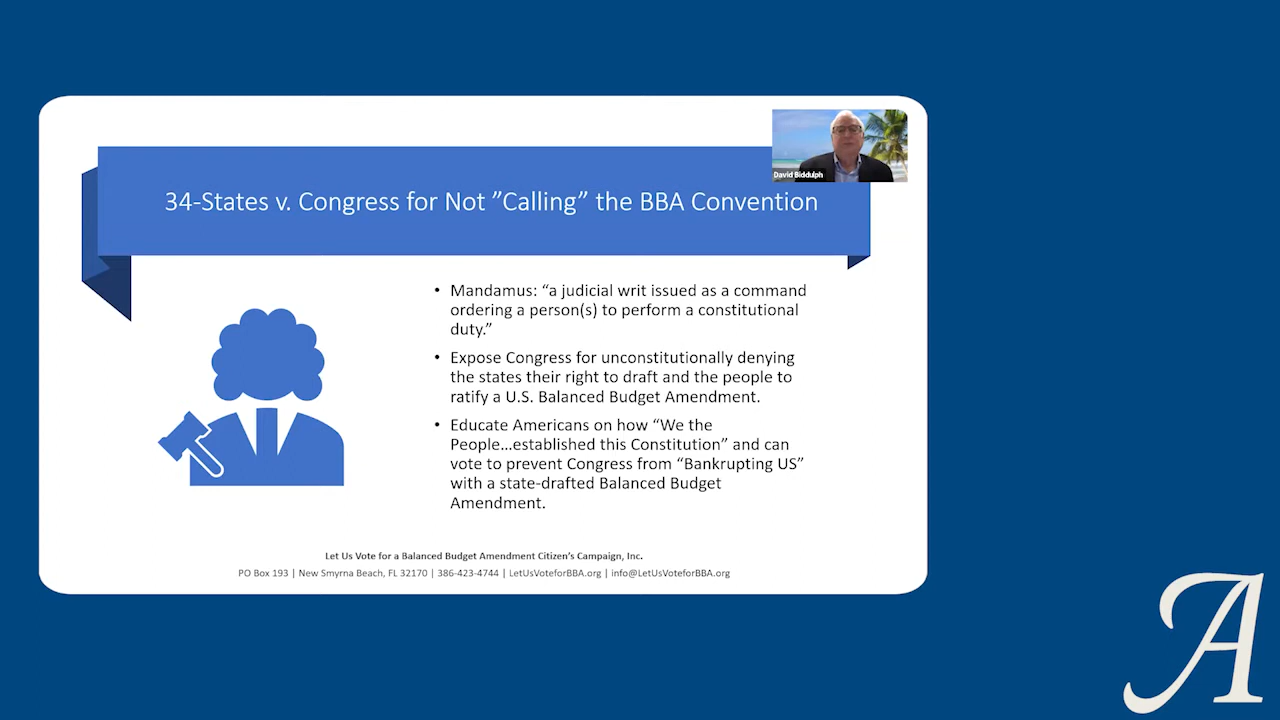 David Biddulph
34-States v. Congress for Not ”Calling” the BBA Convention
• Mandamus: “a judicial writ issued as a command
ordering a person(s) to perform a constitutional
duty.”
• Expose Congress for unconstitutionally denying
the states their right to draft and the people to
ratify a U.S. Balanced Budget Amendment.
• Educate Americans on how “We the
People…established this Constitution” and can
vote to prevent Congress from “Bankrupting US”
with a state-drafted Balanced Budget
Amendment.
Let Us Vote for a Balanced Budget Amendment Citizen’s Campaign, Inc.
PO Box 193 | New Smyrna Beach, FL 32170 | 386-423-4744 | LetUsVoteforBBA.org | info@LetUsVoteforBBA.org
A